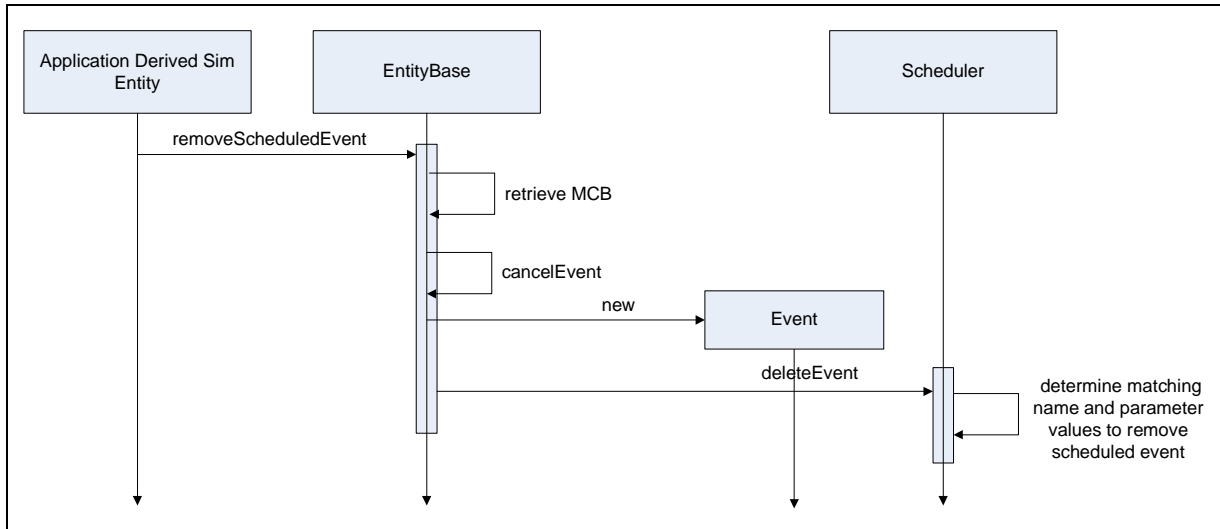 Application Derived Sim
Entity
EntityBase
Scheduler
removeScheduledEvent
retrieve MCB
cancelEvent
new
Event
deleteEvent
determine matching
name and parameter
values to remove
scheduled event